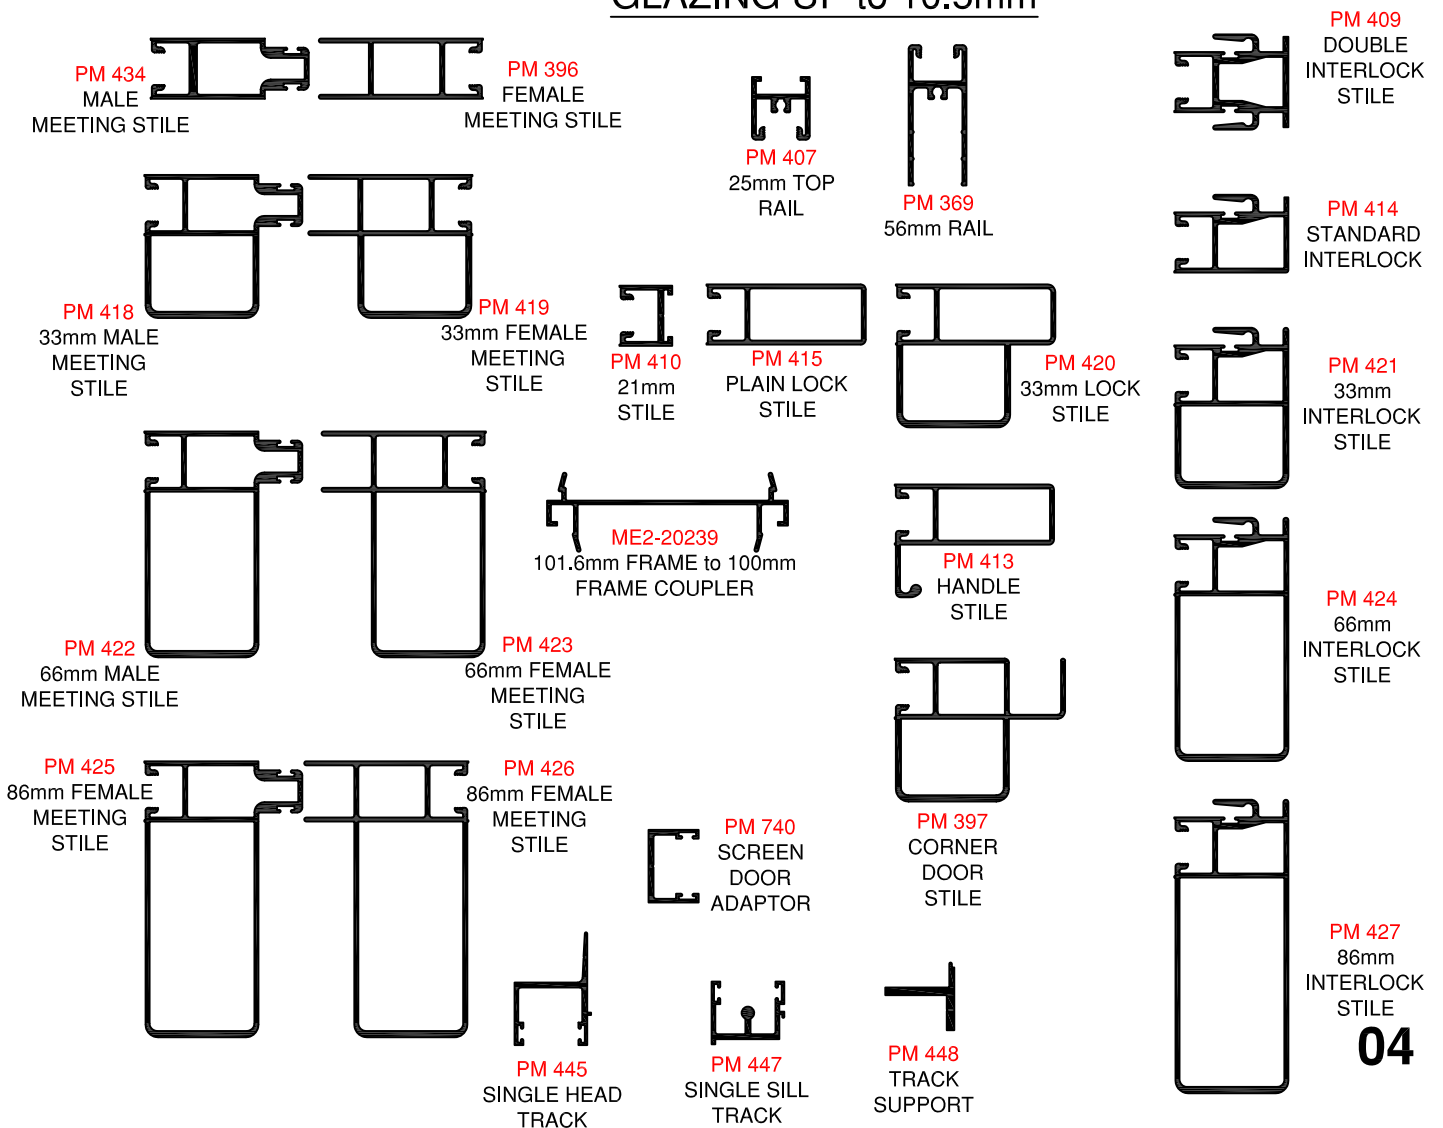 GLAZING UP to 10.5mm
PM 434
MALE
MEETING STILE
PM 396
FEMALE
MEETING STILE
PM 407
25mm TOP
RAIL
PM 369
56mm RAIL
PM 409
DOUBLE
INTERLOCK
STILE
PM 414
STANDARD
INTERLOCK
PM 418
33mm MALE
MEETING
STILE
PM 419
33mm FEMALE
MEETING
STILE
PM 410
21mm
STILE
PM 415
PLAIN LOCK
STILE
PM 420
33mm LOCK
STILE
PM 421
33mm
INTERLOCK
STILE
ME2-20239
101.6mm FRAME to 100mm
FRAME COUPLER
PM 413
HANDLE
STILE
PM 424
66mm
INTERLOCK
STILE
PM 422
66mm MALE
MEETING STILE
PM 423
66mm FEMALE
MEETING
STILE
PM 425
86mm FEMALE
MEETING
STILE
PM 426
86mm FEMALE
MEETING
STILE
PM 740
SCREEN
DOOR
ADAPTOR
PM 397
CORNER
DOOR
STILE
PM 427
86mm
INTERLOCK
STILE
PM 445
SINGLE HEAD
TRACK
PM 447
SINGLE SILL
TRACK
PM 448
TRACK
SUPPORT
04